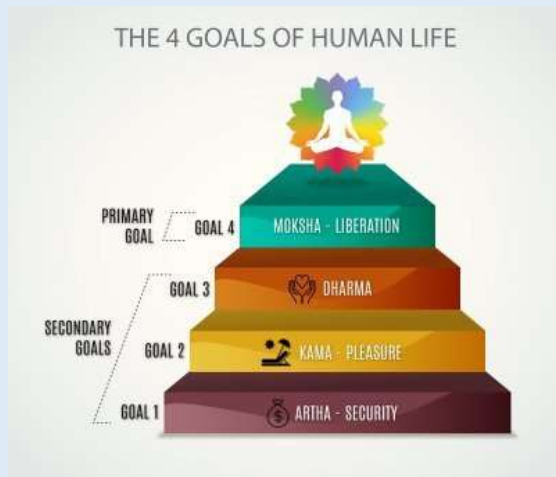 THE 4 GOALS OF HUMAN LIFE
PRIMARY
GOAL
GOAL 4
MOKSHA - LIBERATION
GOAL 3
DHARMA
SECONDARY
GOALS
GOAL 2
KAMA - PLEASURE
GOAL 1
$
ARTHA - SECURITY